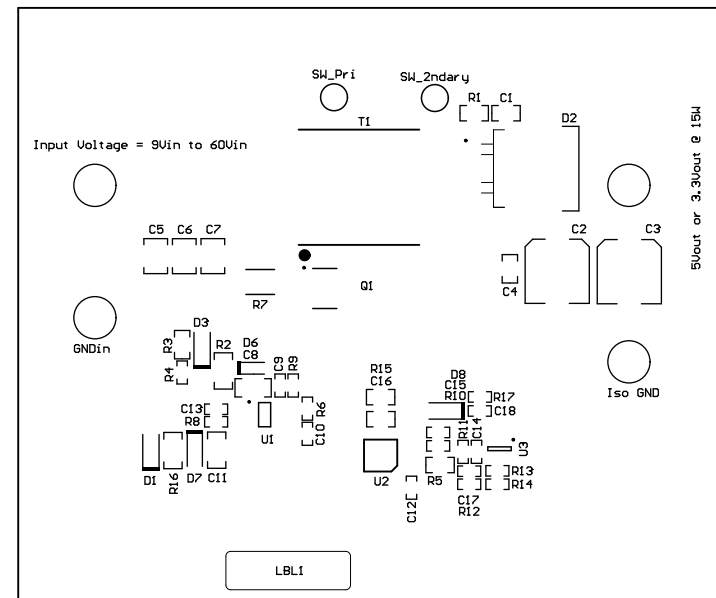 SW_Pri
SW_2ndary
R1
C1
T1
D2
Input Voltage = 9Vin to 60Vin
5Vout or 3.3Vout @ 15W
C5
C6
C7
C2
C3
R7
Q1
C4
GNDin
R3
D3
R2
D6
C8
C9
R9
R4
R15
C16
D8
C15
R10
R17
C18
Iso GND
C13
R8
U1
R6
C10
R11
C14
U3
D1
R16
D7
C11
U2
R5
C12
C17
R12
R13
R14
LBL1